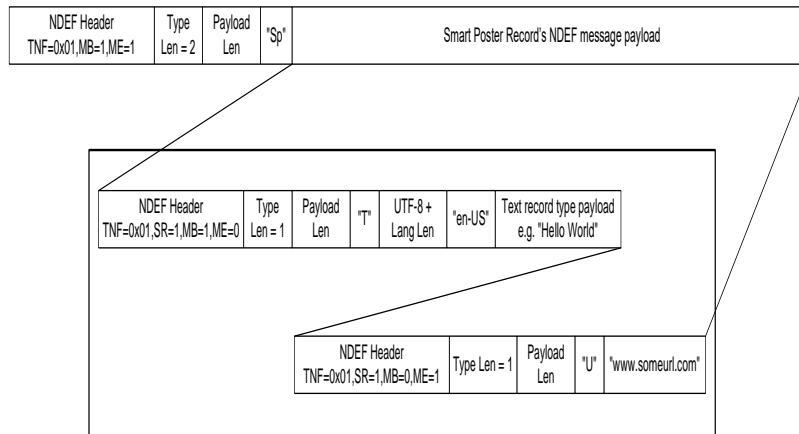 NDEF Header
TNF=0x01,MB=1,ME=1
Type
Len = 2
Payload
Len
"Sp"
Smart Poster Record's NDEF message payload
NDEF Header
TNF=0x01,SR=1,MB=1,ME=0
Type
Len = 1
Payload
Len
"T"
UTF-8 +
Lang Len
"en-US"
Text record type payload
e.g. "Hello World"
NDEF Header
TNF=0x01,SR=1,MB=0,ME=1
Type Len = 1
Payload
Len
"U"
"www.someurl.com"